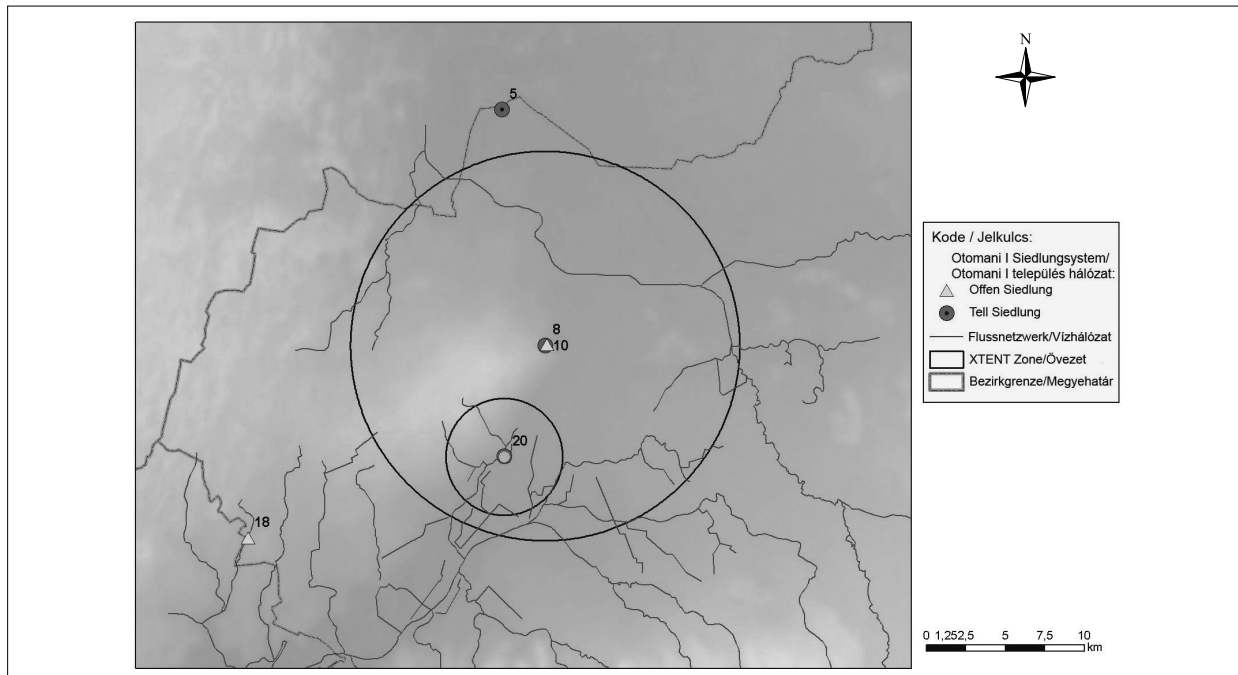 N
5
8
10
20
18
Kode / Jelkulcs:
Otomani I Siedlungsystem/
Otomani I település hálózat:
Offen Siedlung
Tell Siedlung
Flussnetzwerk/Vízhálózat
XTENT Zone/Övezet
Bezirkgrenze/Megyehatár
0 1,252,5 5 7,5 10
km